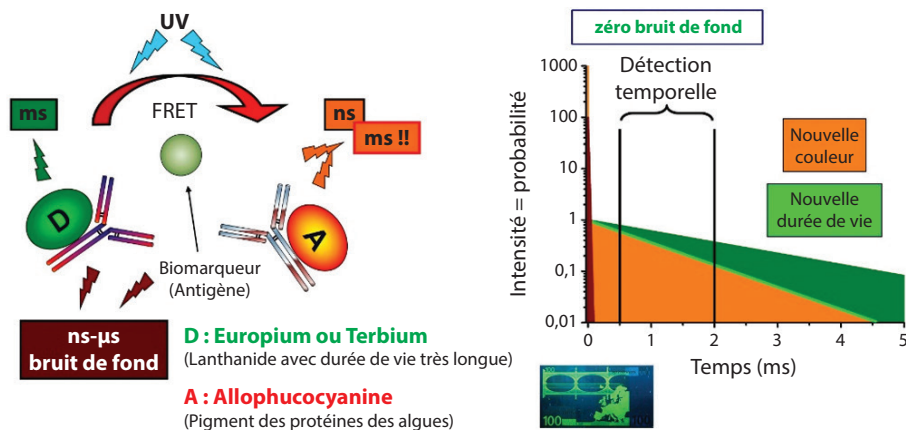 UV
ms
FRET
ns
ms !!
D
A
Biomarqueur
(Antigène)
ns-µs
bruit de fond
D : Europium ou Terbium
(Lanthanide avec durée de vie très longue)
A : Allophucocyanine
(Pigment des protéines des algues)
zéro bruit de fond
Intensité = probabilité
1000
100
10
1
0,1
0,01
Détection
temporelle
Nouvelle
couleur
Nouvelle
durée de vie
0
1
2
3
4
5
Temps (ms)
100
100